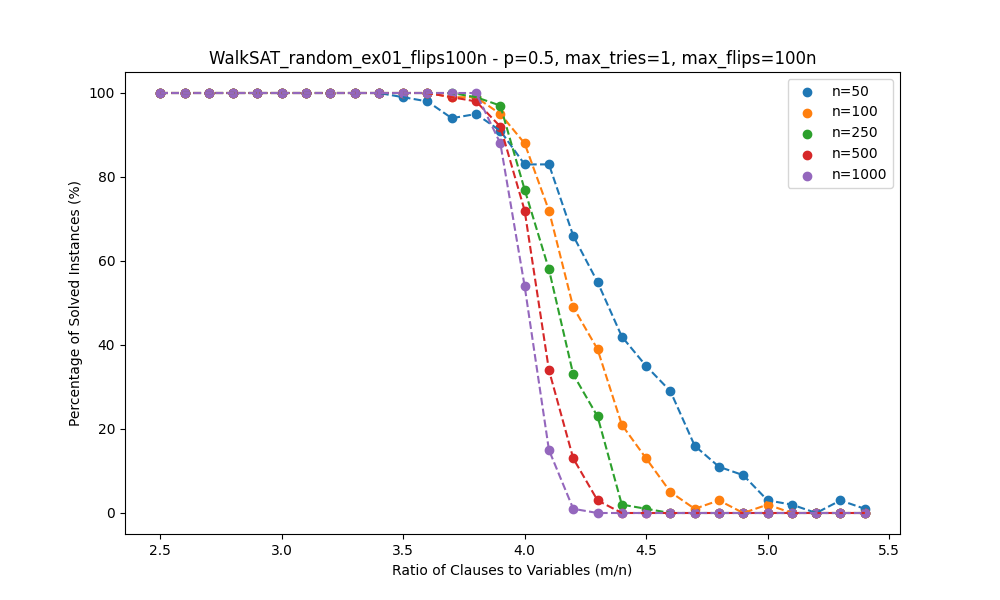 WalkSAT_random_ex01_flips100n - p=0.5, max_tries=1, max_flips=100n
Percentage of Solved Instances (%)
100
80
60
40
20
0
n=50
n=100
n=250
n=500
n=1000
2.5 3.0 3.5 4.0 4.5 5.0 5.5
Ratio of Clauses to Variables (m/n)